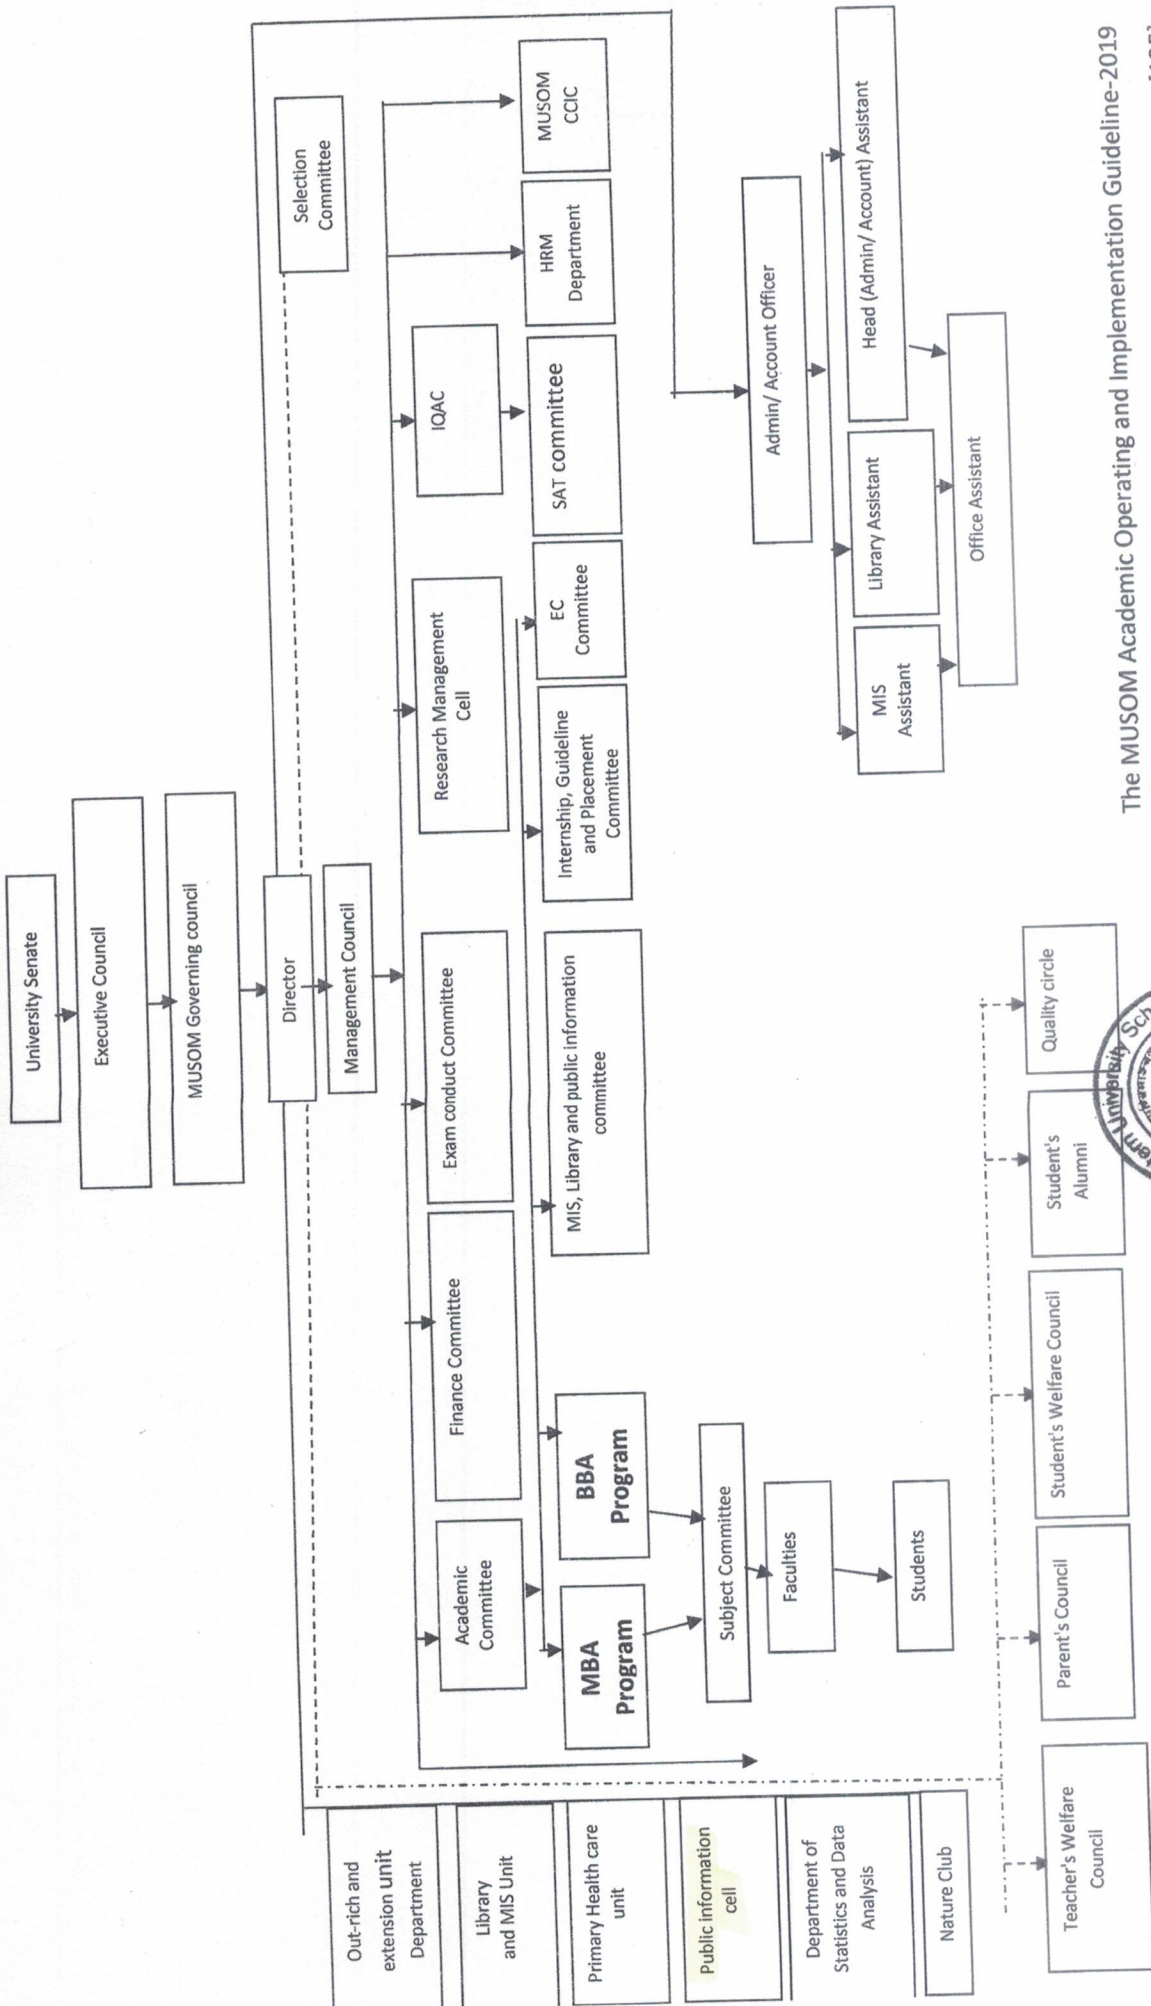 University Senate
Executive Council
MUSOM Governing council
Director
Management Council
Selection
Committee
Academic
Committee
Finance Committee
Exam conduct Committee
Research Management
Cell
IQAC
MBA
Program
BBA
Program
MIS, Library and public information
committee
Internship, Guideline
and Placement
Committee
EC
Committee
SAT committee
HRM
Department
MUSOM
CCIC
Subject Committee
Faculties
Students
Admin/ Account Officer
MIS
Assistant
Library Assistant
Head (Admin/ Account) Assistant
Office Assistant
Out-rich and
extension unit
Department
Library
and MIS Unit
Primary Health care
unit
Public information
cell
Department of
Statistics and Data
Analysis
Nature Club
Teacher's Welfare
Council
Parent's Council
Student's Welfare Council
Student's
Alumni
Quality circle
University Sch
The MUSOM Academic Operating and Implementation Guideline-2019